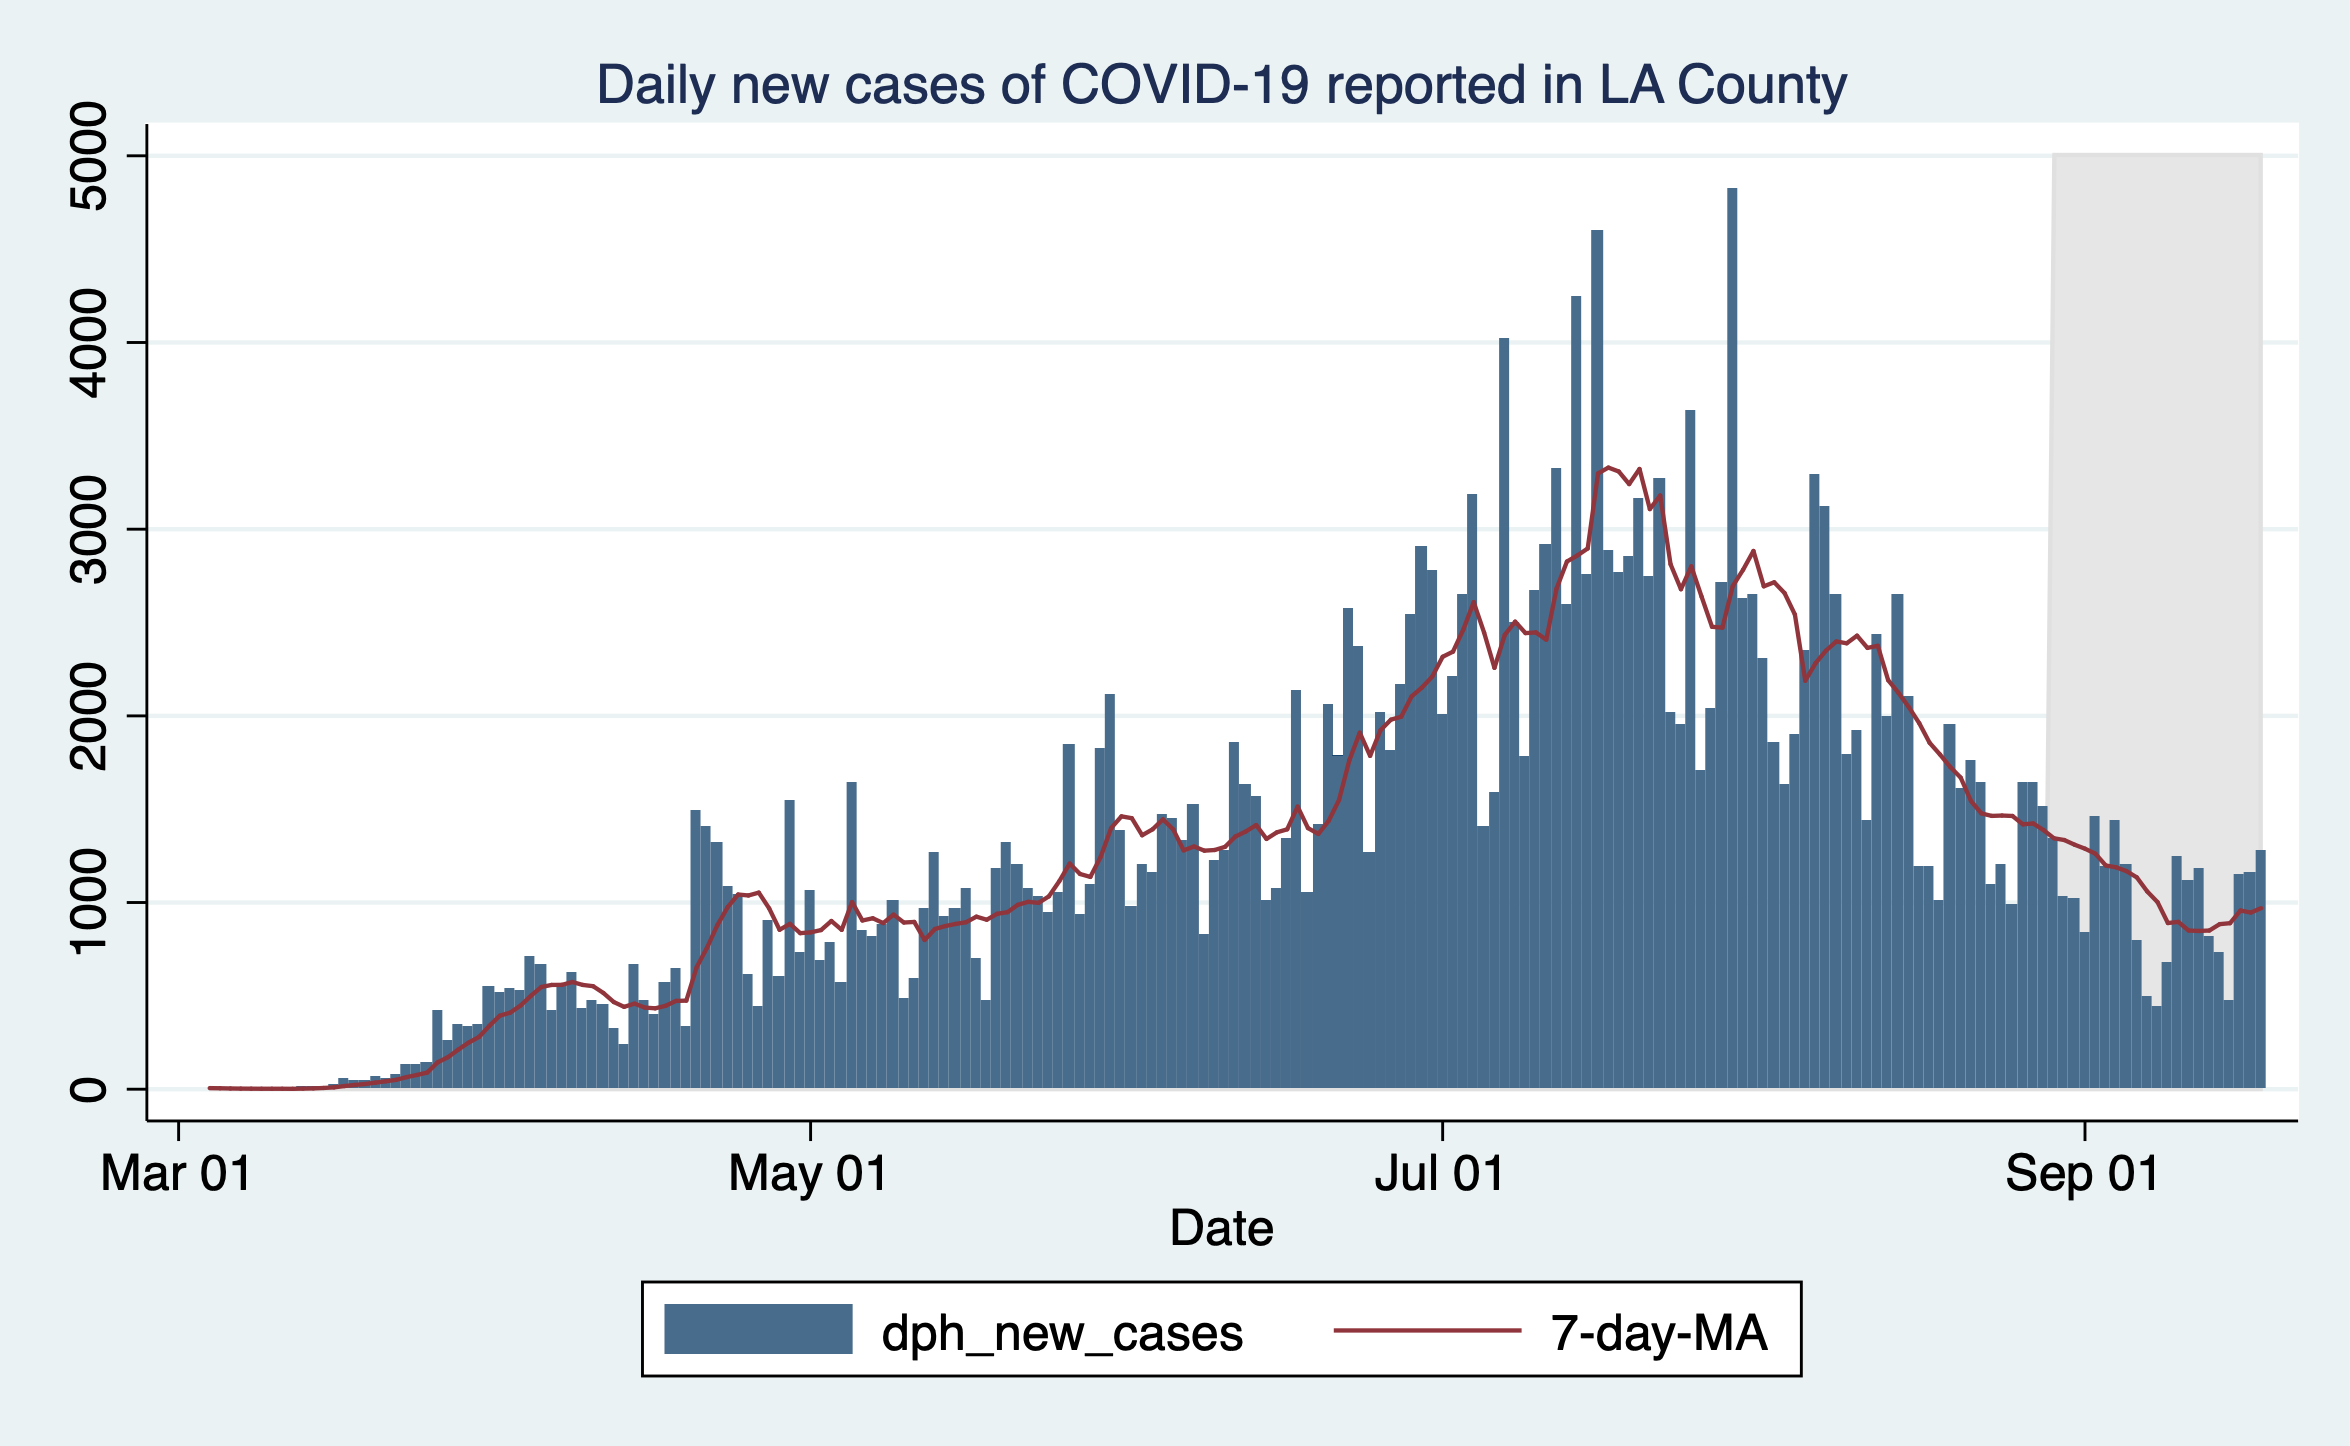 Daily new cases of COVID-19 reported in LA County
5000
4000
3000
2000
1000
0
Mar 01 May 01 Jul 01 Sep 01
Date
dph_new_cases 7-day-MA